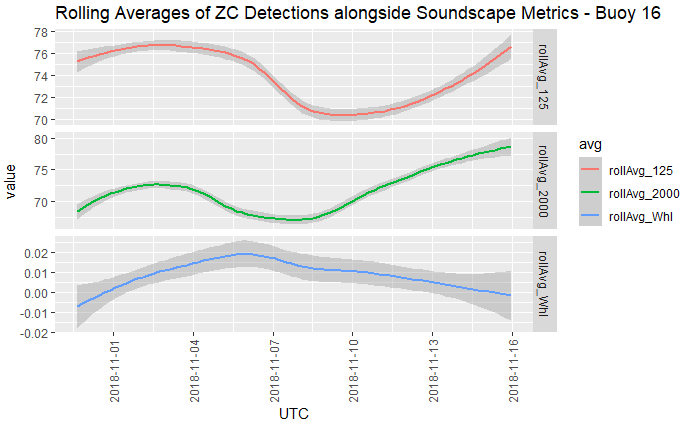 Rolling Averages of ZC Detections alongside Soundscape Metrics - Buoy 16
78
76
74
72
70
rollAvg_125
80
75
70
rollAvg_2000
0.02
0.01
0.00
-0.01
-0.02
rollAvg_Whl
value
2018-11-01
2018-11-04
2018-11-07
2018-11-10
2018-11-13
2018-11-16
UTC
avg
rollAvg_125
rollAvg_2000
rollAvg_Whl